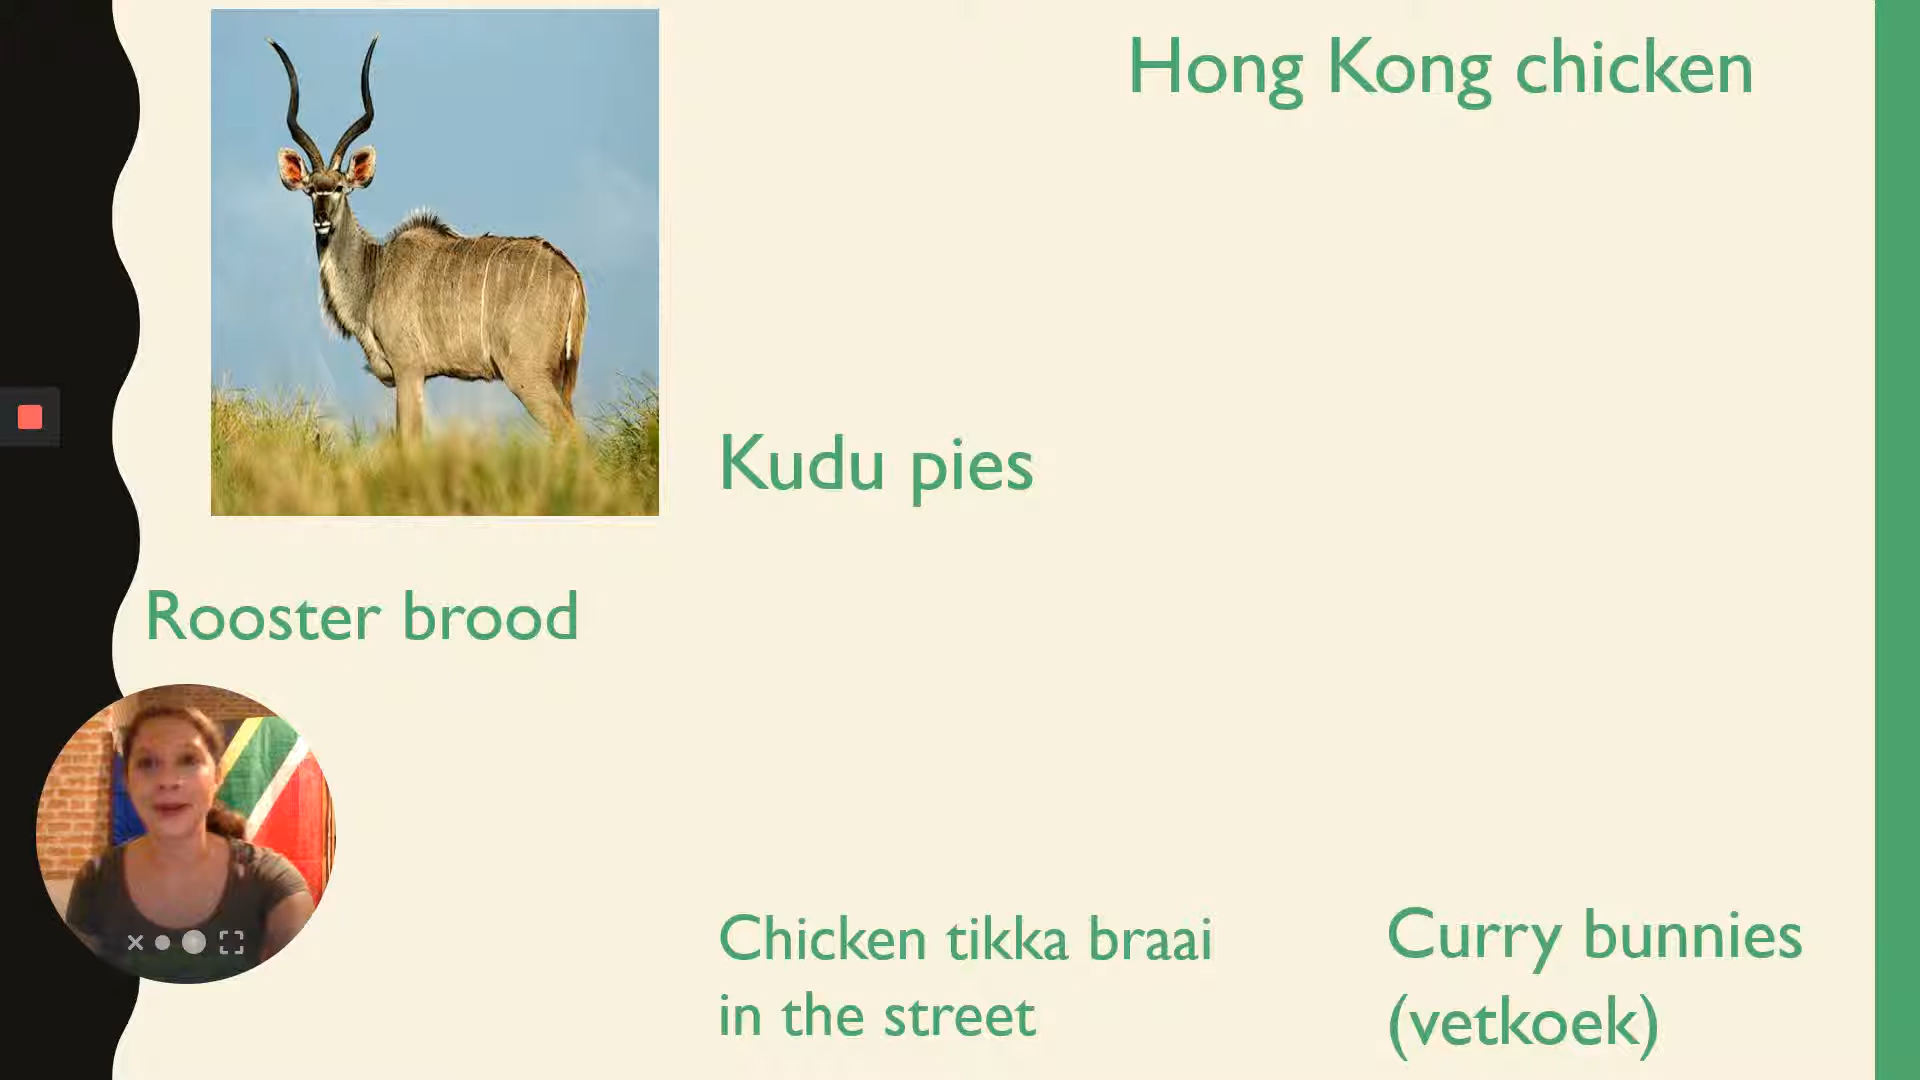 Hong Kong chicken
Kudu pies
Rooster brood
Chicken tikka braai
in the street
Curry bunnies
(vetkoek)